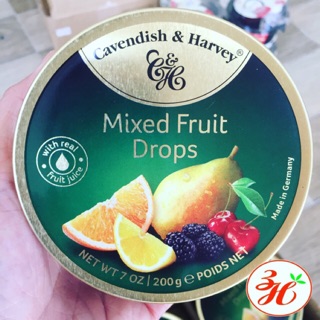 Cavendish & Harvey®
C&H
Mixed Fruit
Drops
with real
fruit juice
Made in Germany
NET WT 7 OZ | 200g e POIDS NET
3H